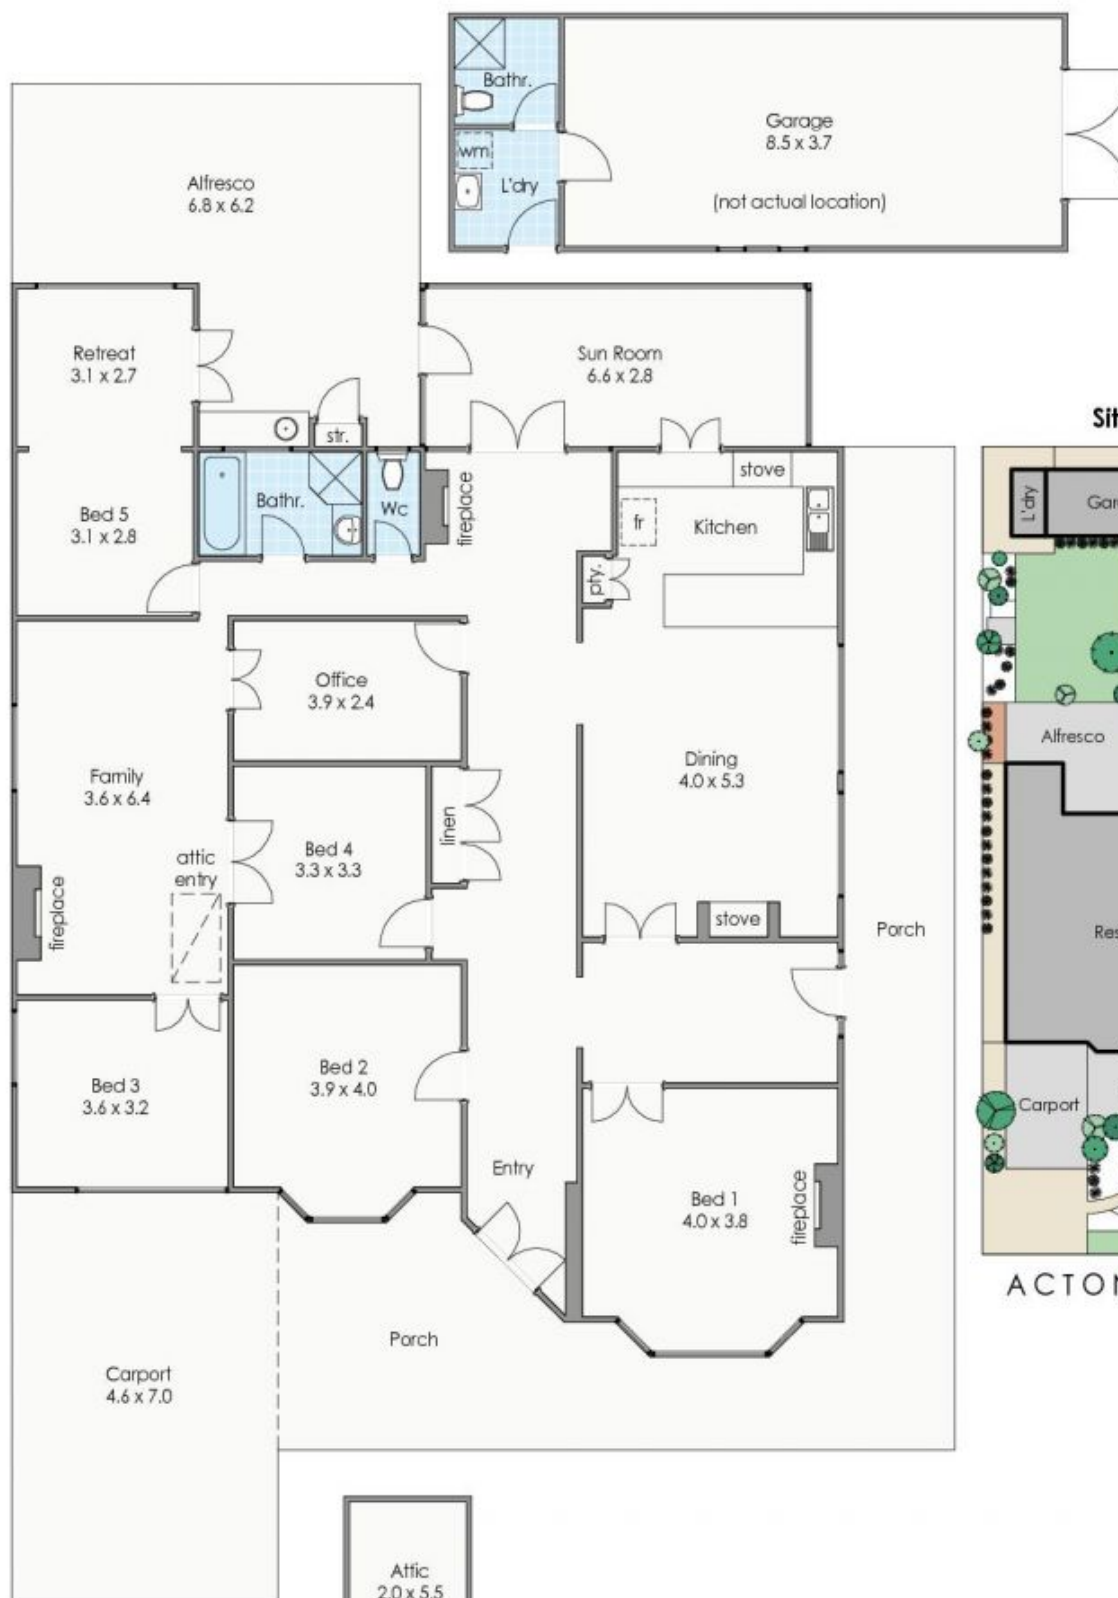 Bathr.
wm
L'dry
Garage
8.5 x 3.7
(not actual location)
Alfresco
6.8 x 6.2
Retreat
3.1 x 2.7
Sun Room
6.6 x 2.8
str.
Bed 5
3.1 x 2.8
Bathr.
Wc
fireplace
stove
fr
Kitchen
pty.
Office
3.9 x 2.4
Family
3.6 x 6.4
attic
entry
fireplace
Bed 4
3.3 x 3.3
linen
Dining
4.0 x 5.3
stove
Porch
Bed 3
3.6 x 3.2
Bed 2
3.9 x 4.0
Entry
Bed 1
4.0 x 3.8
fireplace
Porch
Carport
4.6 x 7.0
Attic
2.0 x 5.5
Sit
L'dry
Gar
Alfresco
Res
Carport
ACTON